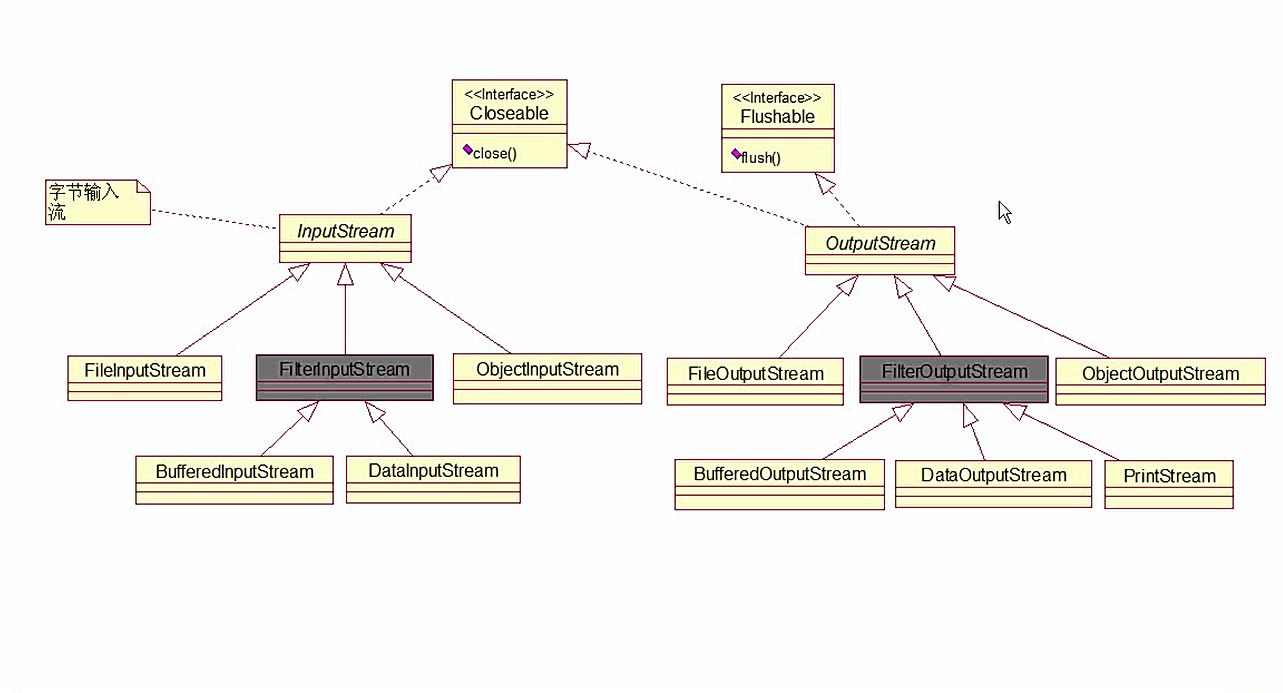 <<Interface>>
Closeable
close()
<<Interface>>
Flushable
flush()
字节输入
流
InputStream
OutputStream
FileInputStream
FilterInputStream
ObjectInputStream
FileOutputStream
FilterOutputStream
ObjectOutputStream
BufferedInputStream
DataInputStream
BufferedOutputStream
DataOutputStream
PrintStream